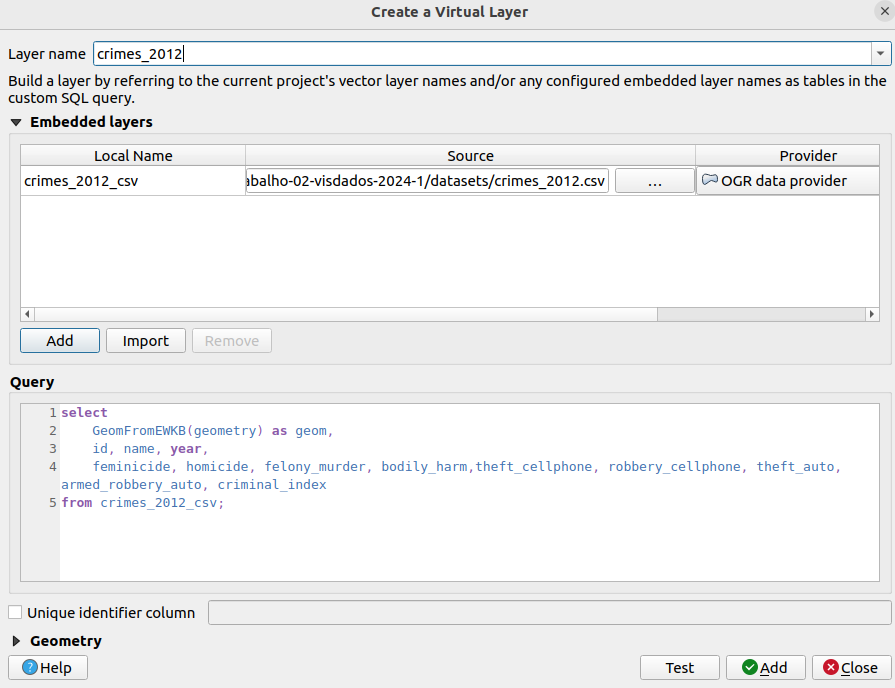 Create a Virtual Layer
Layer name crimes_2012
Build a layer by referring to the current project's vector layer names and/or any configured embedded layer names as tables in the
custom SQL query.
Embedded layers
Local Name Source Provider
crimes_2012_csv abalho-02-visdados-2024-1/datasets/crimes_2012.csv ... OGR data provider
Add Import Remove
Query
1 select
2 GeomFromEWKB(geometry) as geom,
3 id, name, year,
4 feminicide, homicide, felony_murder, bodily_harm,theft_cellphone, robbery_cellphone, theft_auto,
armed_robbery_auto, criminal_index
5 from crimes_2012_csv;
Unique identifier column
Geometry
Help Test Add Close